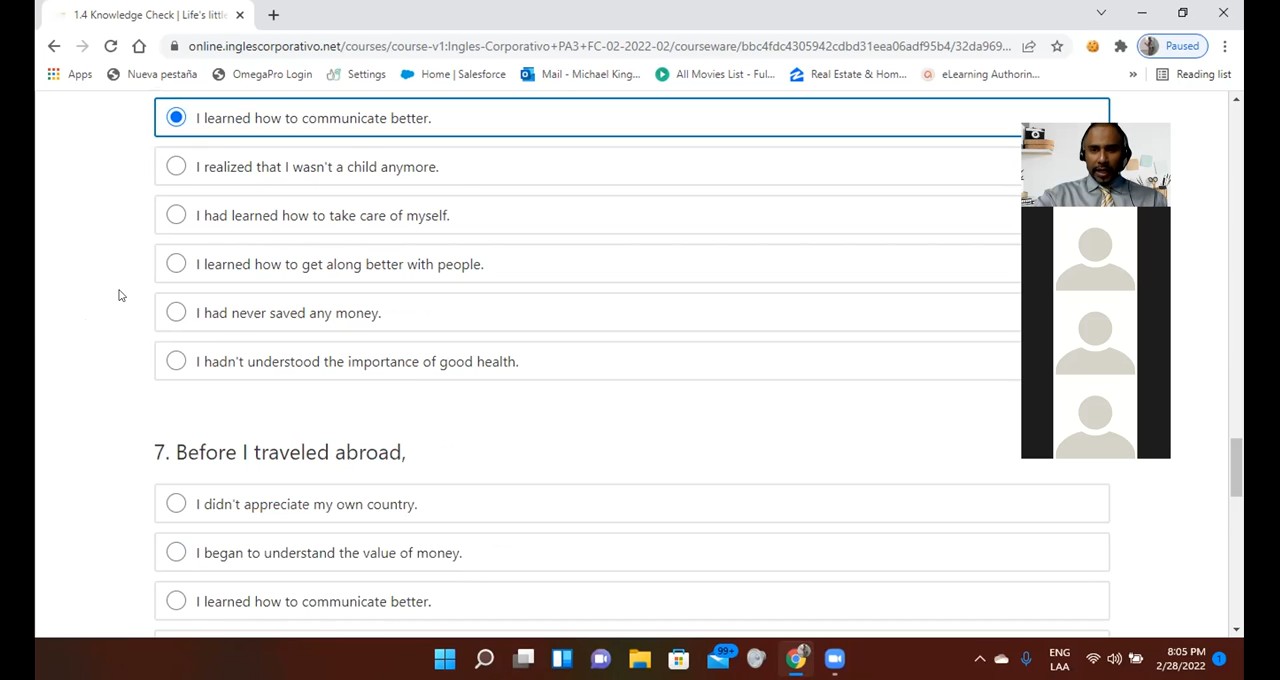 1.4 Knowledge Check | Life's little
online.inglescorporativo.net/courses/course-v1:Ingles-Corporativo+PA3+FC-02-2022-02/courseware/bbc4fdc4305942cdbd31eea06adf95b4/32da969...
Paused
Apps
Nueva pestaña
OmegaPro Login
Settings
Home | Salesforce
Mail - Michael King...
All Movies List - Ful...
Real Estate & Hom...
eLearning Authorin...
»
Reading list
I learned how to communicate better.
I realized that I wasn't a child anymore.
I had learned how to take care of myself.
I learned how to get along better with people.
I had never saved any money.
I hadn't understood the importance of good health.
7. Before I traveled abroad,
I didn't appreciate my own country.
I began to understand the value of money.
I learned how to communicate better.
99+
ENG
LAA
8:05 PM
2/28/2022
1